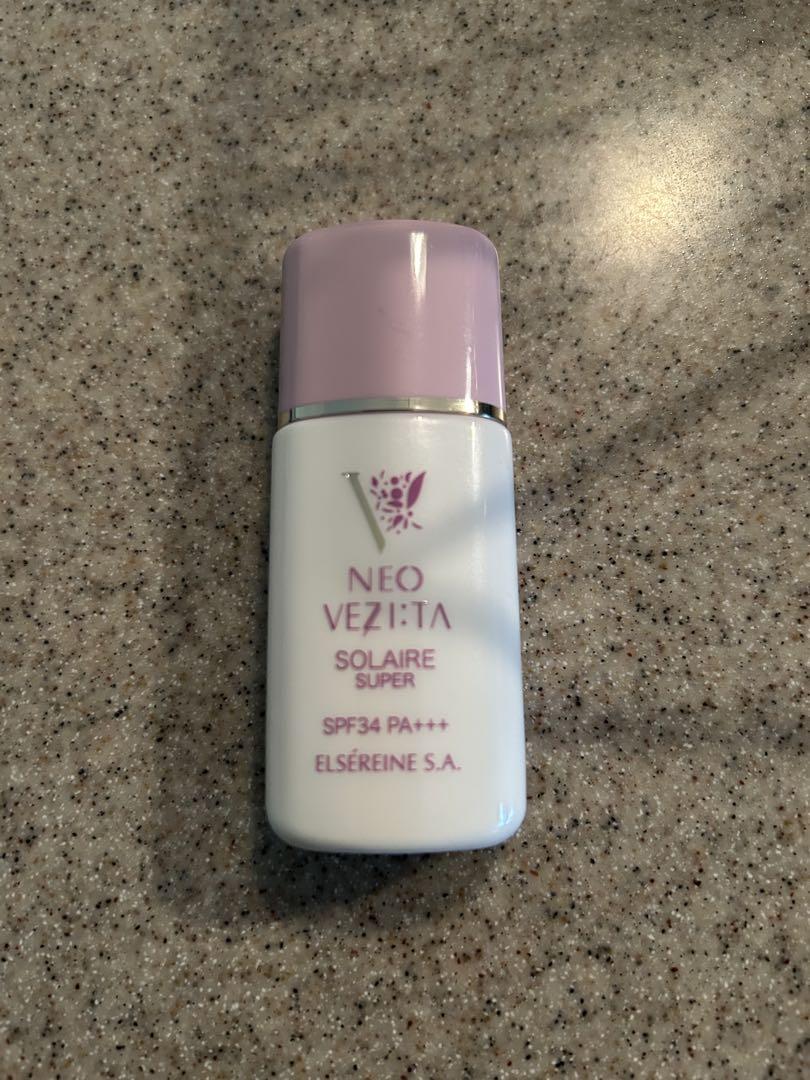 NEO
VEZI:TA
SOLAIRE
SUPER
SPF34 PA+++
ELSÉREINE S.A.